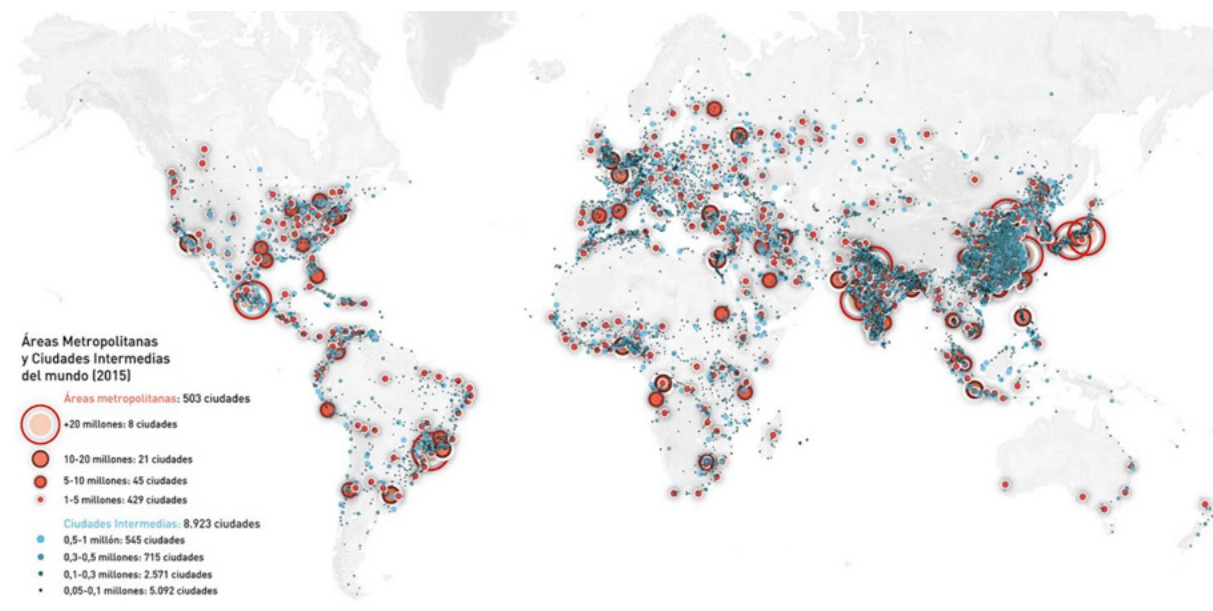 Áreas Metropolitanas
y Ciudades Intermedias
del mundo (2015)
Áreas metropolitanas: 503 ciudades
+20 millones: 8 ciudades
10-20 millones: 21 ciudades
5-10 millones: 45 ciudades
1-5 millones: 429 ciudades
Ciudades Intermedias: 8.923 ciudades
0,5-1 millón: 545 ciudades
0,3-0,5 millones: 715 ciudades
0,1-0,3 millones: 2.571 ciudades
0,05-0,1 millones: 5.092 ciudades